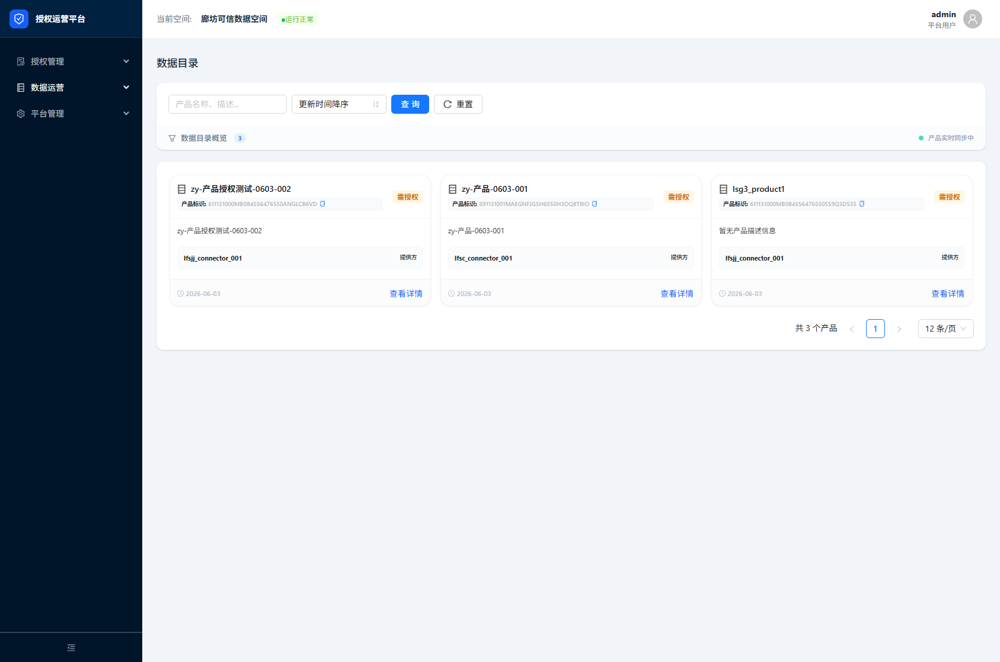 授权运营平台
当前空间: 廊坊可信数据空间 运行正常
admin
平台用户
授权管理
数据运营
平台管理
数据目录
产品名称、描述... 更新时间降序 查 询 重置
数据目录概览 3 产品实时同步中
zy-产品授权测试-0603-002
需授权
产品标识: 611131000MB084556476550ANGLCB6VD
zy-产品授权测试-0603-002
lfsjj_connector_001 提供方
2026-06-03 查看详情
zy-产品-0603-001
需授权
产品标识: 691131001MAEGNFJG5H6550H3OQ8T8IO
zy-产品-0603-001
lfsc_connector_001 提供方
2026-06-03 查看详情
lsg3_product1
需授权
产品标识: 611131000MB084556476550S59QSD535
暂无产品描述信息
lfsjj_connector_001 提供方
2026-06-03 查看详情
共 3 个产品 1 12 条/页